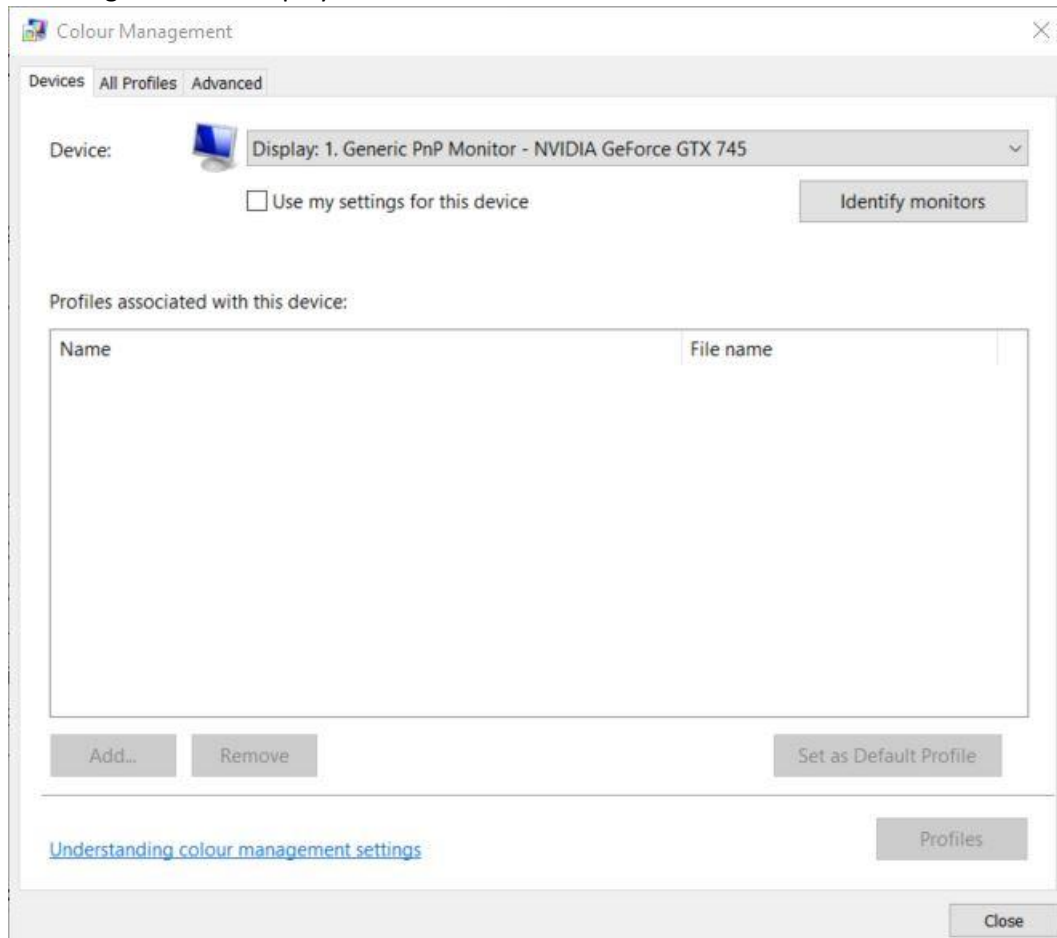 Colour Management
Devices All Profiles Advanced
Device: Display: 1. Generic PnP Monitor - NVIDIA GeForce GTX 745
Use my settings for this device Identify monitors
Profiles associated with this device:
Name File name
Add... Remove Set as Default Profile
Understanding colour management settings Profiles
Close